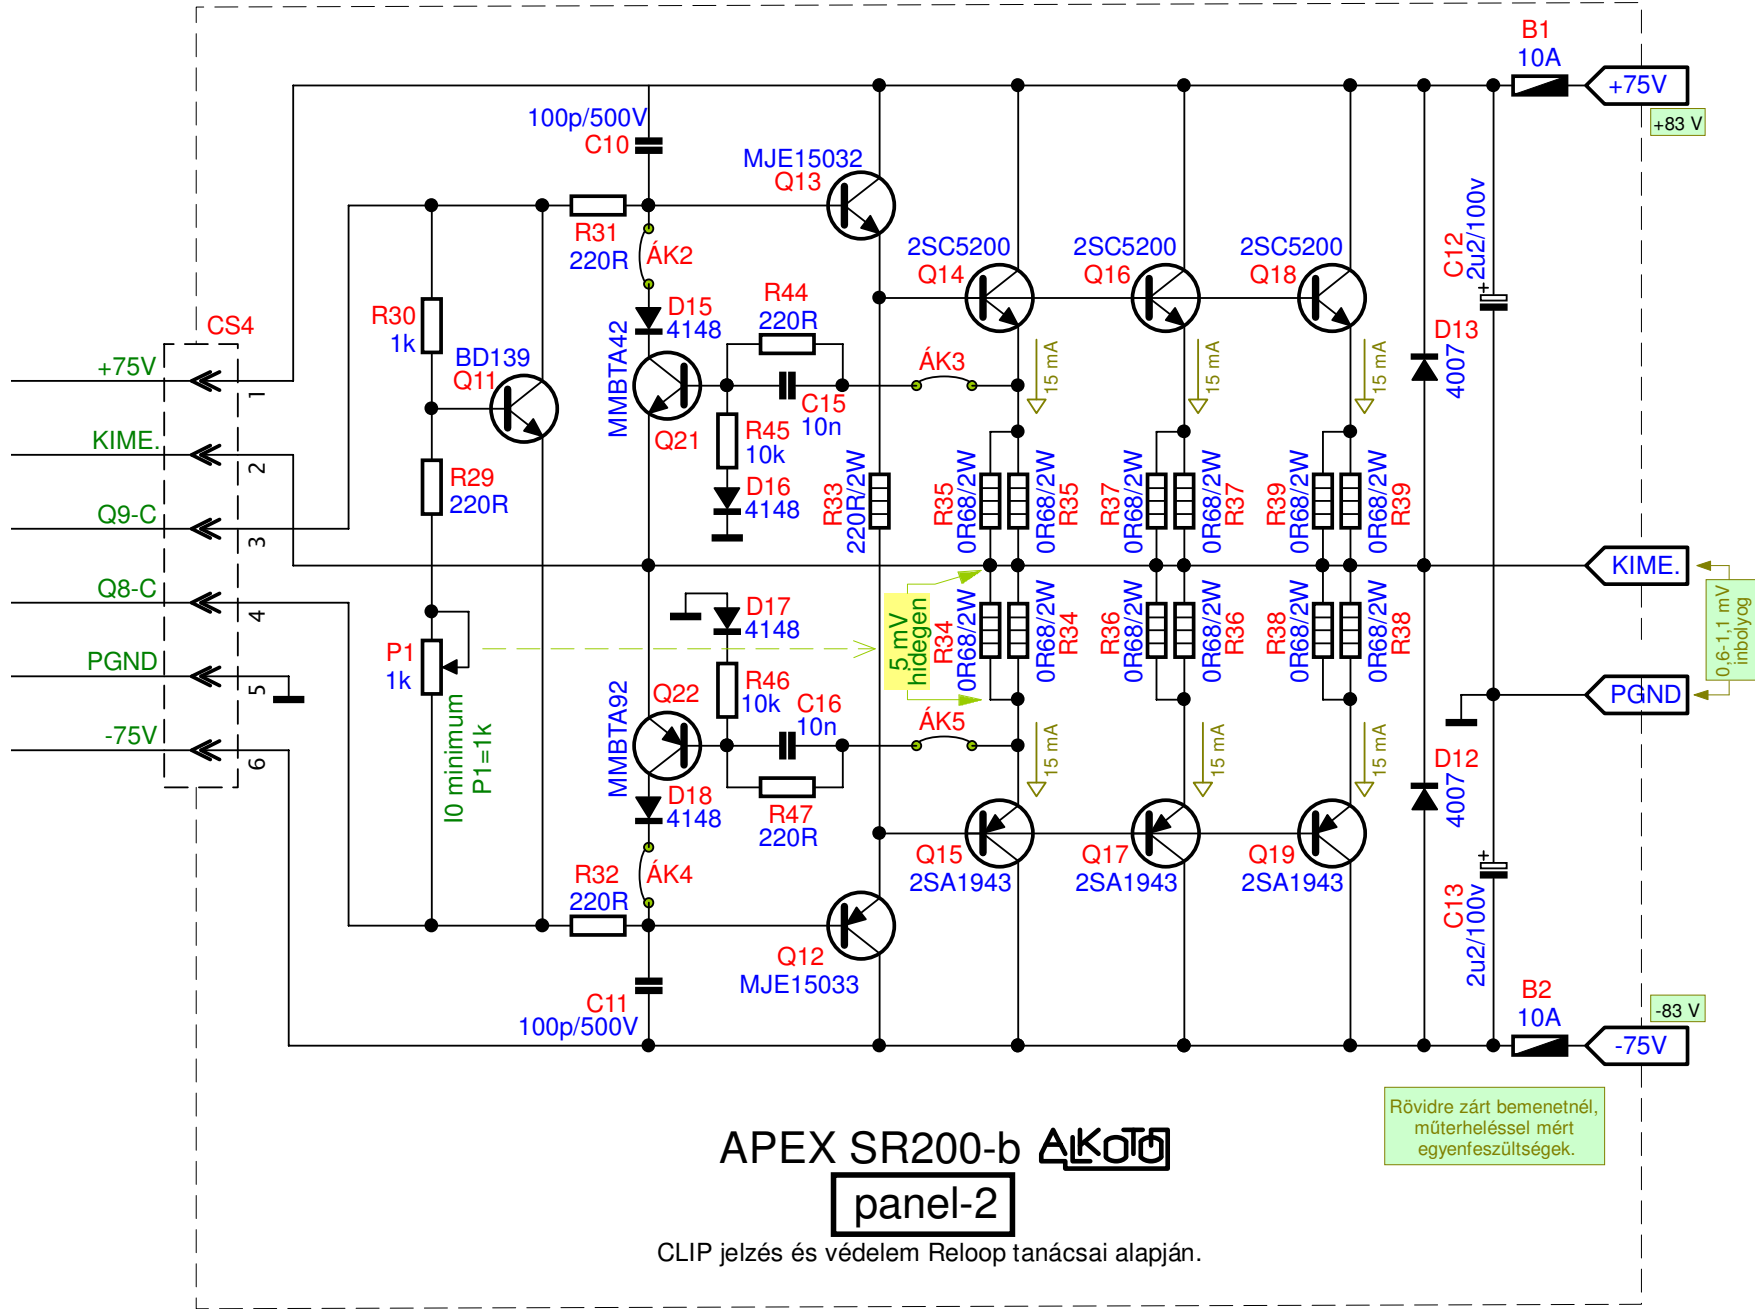 B1
10A
+75V
+83 V
100p/500V
C10
MJE15032
Q13
R31
220R
ÁK2
2SC5200
Q14
2SC5200
Q16
2SC5200
Q18
C12
2u2/100v
+
R30
1k
CS4
D15
4148
R44
220R
D13
4007
BD139
Q11
MMBTA42
Q21
+75V
1
ÁK3
15 mA
15 mA
15 mA
C15
10n
R45
10k
KIME.
2
R29
220R
D16
4148
R33
220R/2W
R35
0R68/2W
0R68/2W
R35
R37
0R68/2W
0R68/2W
R37
R39
0R68/2W
0R68/2W
R39
Q9-C
3
KIME.
Q8-C
4
D17
4148
5 mV
hidegen
R34
0R68/2W
0R68/2W
R34
R36
0R68/2W
0R68/2W
R36
R38
0R68/2W
0R68/2W
R38
0,6-1,1 mV
inbolyog
PGND
5
P1
1k
I0 minimum
P1=1k
R46
10k
Q22
MMBTA92
C16
10n
PGND
ÁK5
-75V
6
15 mA
15 mA
15 mA
D12
4007
D18
4148
R47
220R
Q15
2SA1943
Q17
2SA1943
Q19
2SA1943
+
C13
2u2/100v
R32
220R
ÁK4
Q12
MJE15033
C11
100p/500V
B2
10A
-83 V
-75V
Rövidre zárt bemenetnél,
műterheléssel mért
egyenfeszültségek.
APEX SR200-b ALKOTÓ
panel-2
CLIP jelzés és védelem Reloop tanácsai alapján.